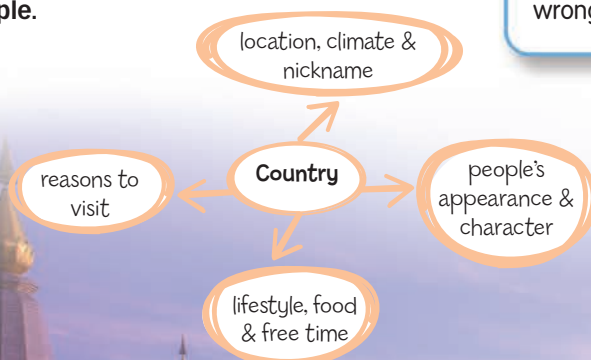 ple.
wrong
location, climate &
nickname
Country
reasons to
visit
people's
appearance &
character
lifestyle, food
& free time